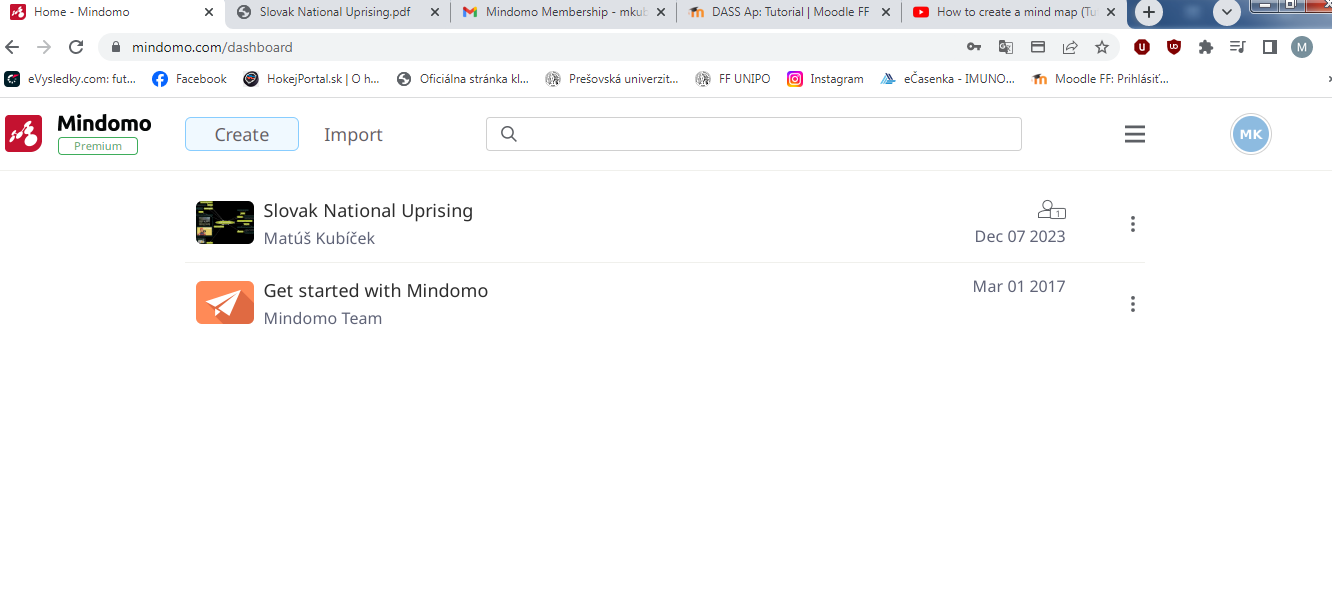 Home - Mindomo
Slovak National Uprising.pdf
Mindomo Membership - mkub
DASS Ap: Tutorial | Moodle FF
How to create a mind map (Tu
mindomo.com/dashboard
M
eVysledky.com: fut...
Facebook
HokejPortal.sk | O h...
Oficiálna stránka kl...
Prešovská univerzit...
FF UNIPO
Instagram
eČasenka - IMUNO...
Moodle FF: Prihlásiť...
Mindomo
Premium
Create
Import
MK
Slovak National Uprising
Matúš Kubíček
1
Dec 07 2023
Get started with Mindomo
Mindomo Team
Mar 01 2017